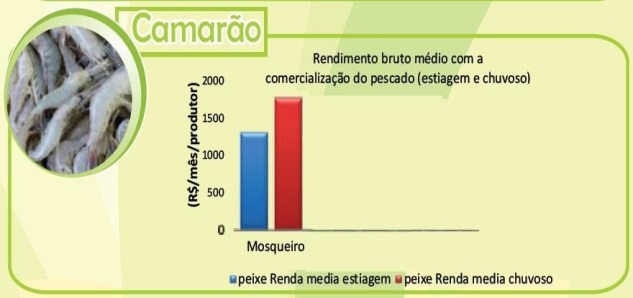 Camarão
Rendimento bruto médio com a
comercialização do pescado (estiagem e chuvoso)
(R$/mês/produtor)
2000
1500
1000
500
0
Mosqueiro
peixe Renda media estiagem peixe Renda media chuvoso